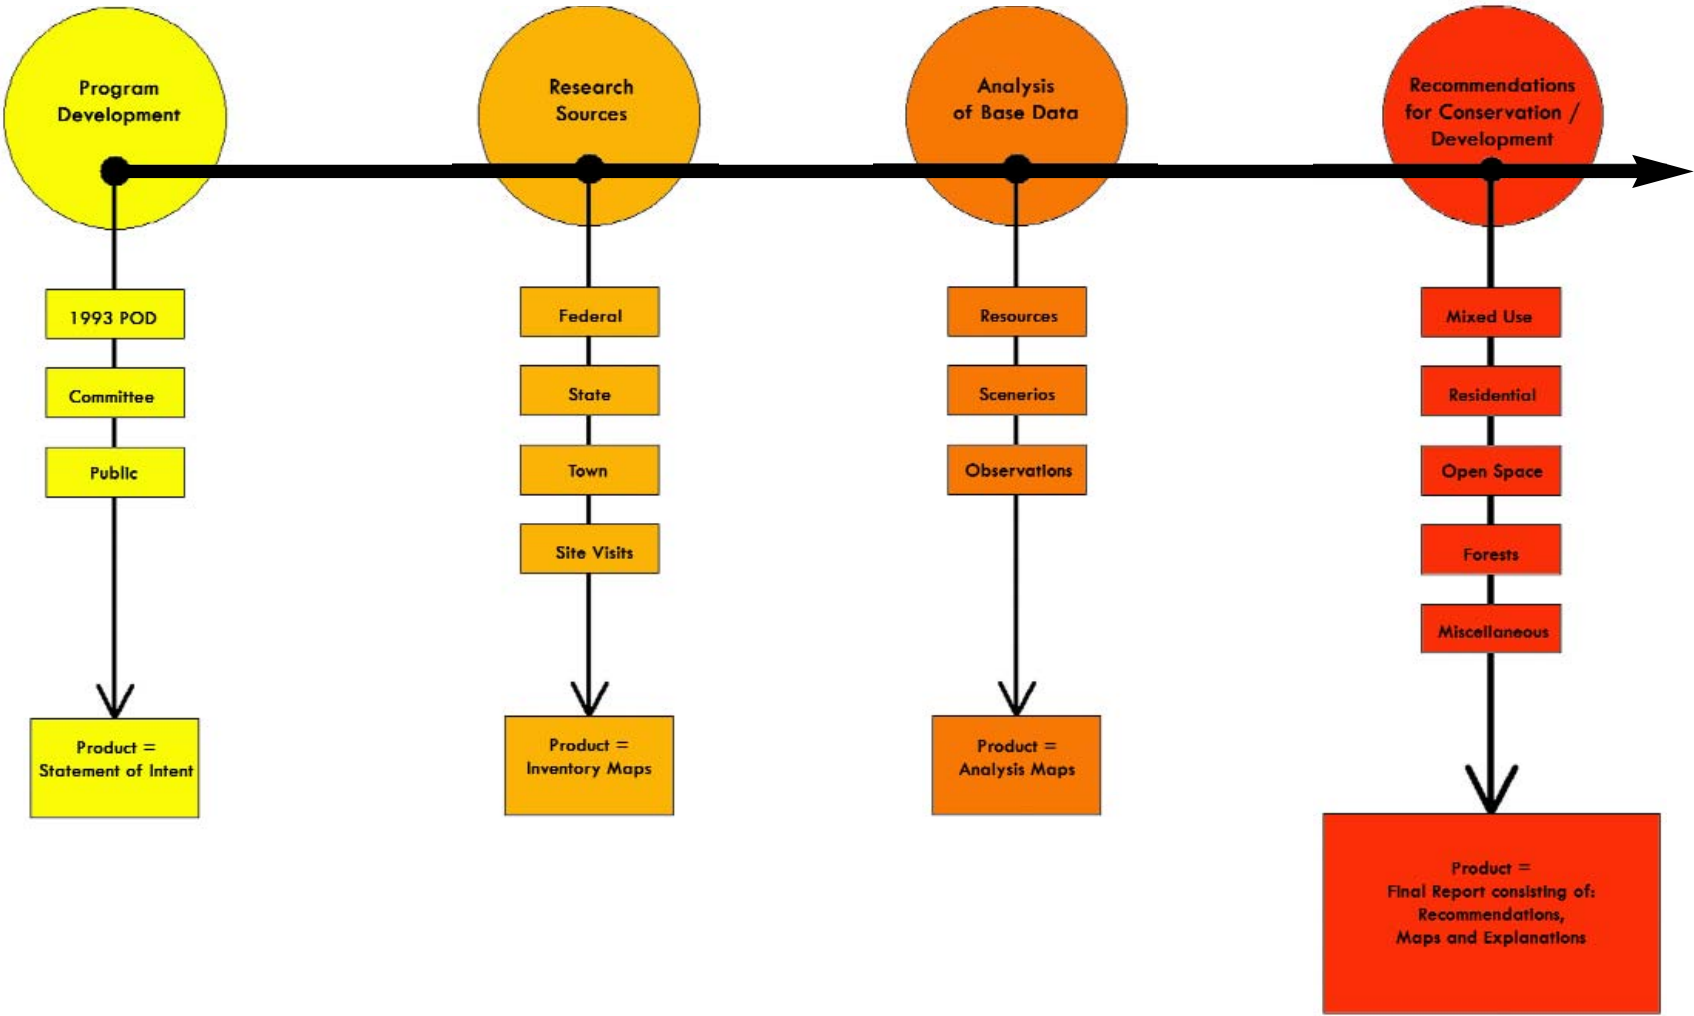 Program
Development
Research
Sources
Analysis
of Base Data
Recommendations
for Conservation /
Development
1993 POD
Committee
Public
Product =
Statement of Intent
Federal
State
Town
Site Visits
Product =
Inventory Maps
Resources
Scenerios
Observations
Product =
Analysis Maps
Mixed Use
Residential
Open Space
Forests
Miscellaneous
Product =
Final Report consisting of:
Recommendations,
Maps and Explanations